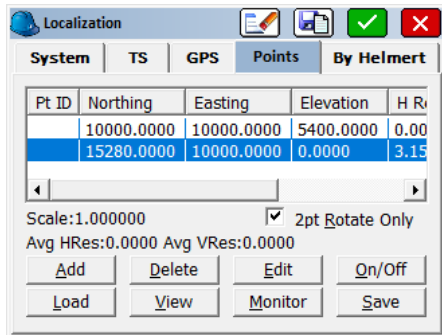 Localization
System TS GPS Points By Helmert
Pt ID Northing Easting Elevation H Re
10000.0000 10000.0000 5400.0000 0.00
15280.0000 10000.0000 0.0000 3.15
Scale:1.000000 2pt Rotate Only
Avg HRes:0.0000 Avg VRes:0.0000
Add Delete Edit On/Off
Load View Monitor Save